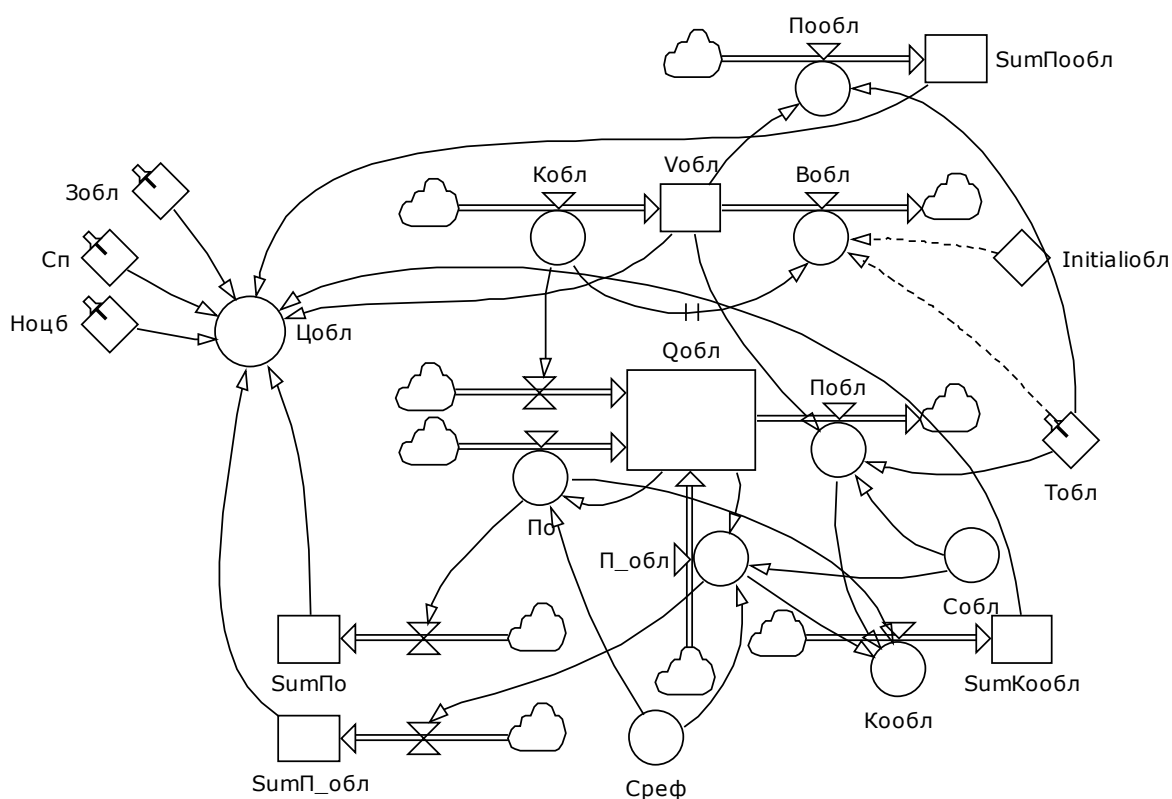 Пообл
SumПообл
Vобл
Кобл
Вобл
Зобл
Сп
Initialiобл
Ноцб
Цобл
Qобл
Побл
Тобл
По
П_обл
Собл
SumПо
SumКообл
Кообл
SumП_обл
Среф